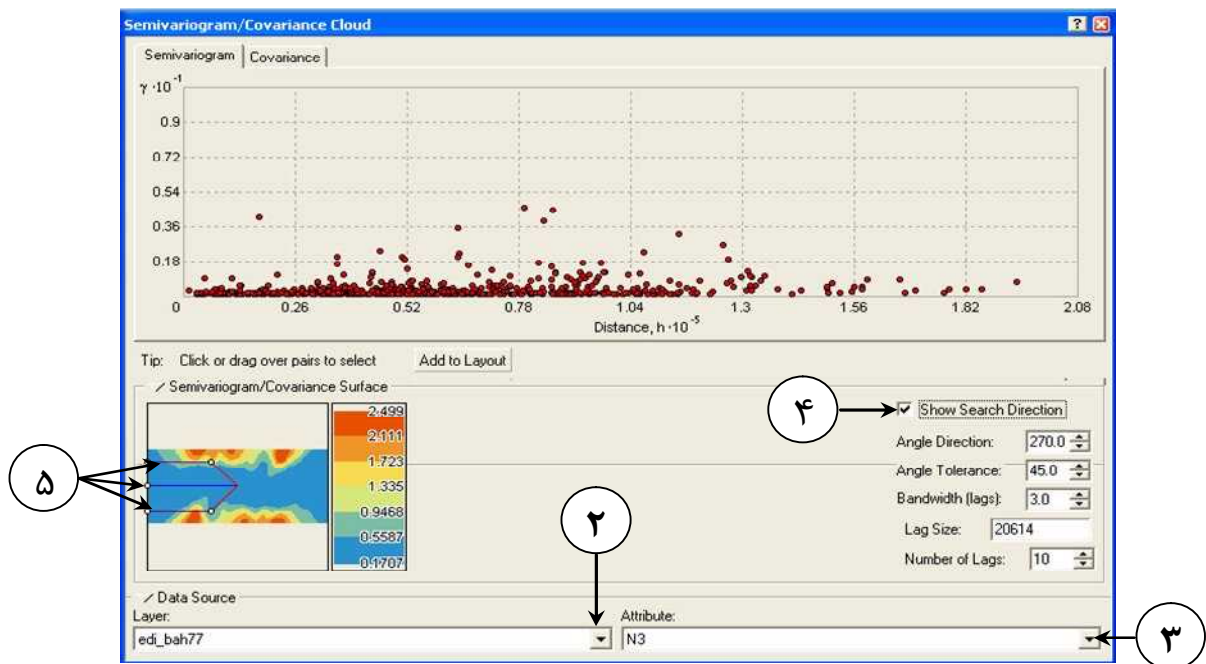 Semivariogram/Covariance Cloud
Semivariogram Covariance
γ·10⁻¹
0.9
0.72
0.54
0.36
0.18
0 0.26 0.52 0.78 1.04 1.3 1.56 1.82 2.08
Distance, h·10⁻⁵
Tip: Click or drag over pairs to select Add to Layout
Semivariogram/Covariance Surface
2.499
2.111
1.723
1.335
0.9468
0.5587
0.1707
۵
۴
Show Search Direction
Angle Direction: 270.0
Angle Tolerance: 45.0
Bandwidth (lags): 3.0
Lag Size: 20614
Number of Lags: 10
۲
Data Source
Layer: Attribute:
edi_bah77 N3
۳